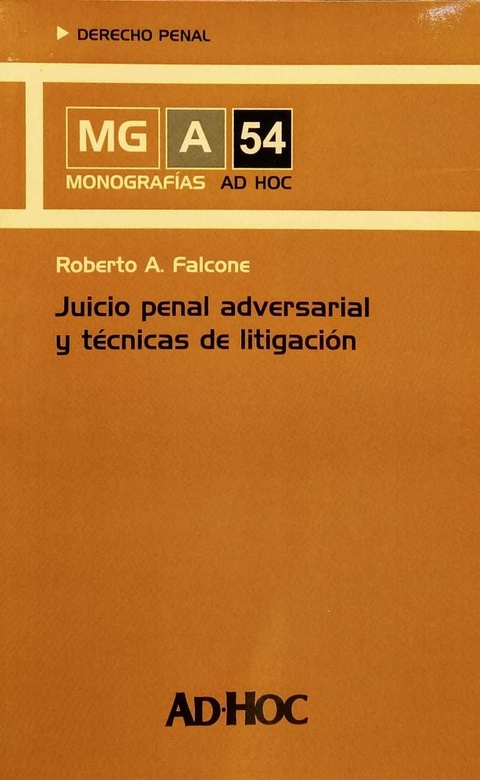 DERECHO PENAL
MG A 54
MONOGRAFÍAS AD HOC
Roberto A. Falcone
Juicio penal adversarial
y técnicas de litigación
AD·HOC